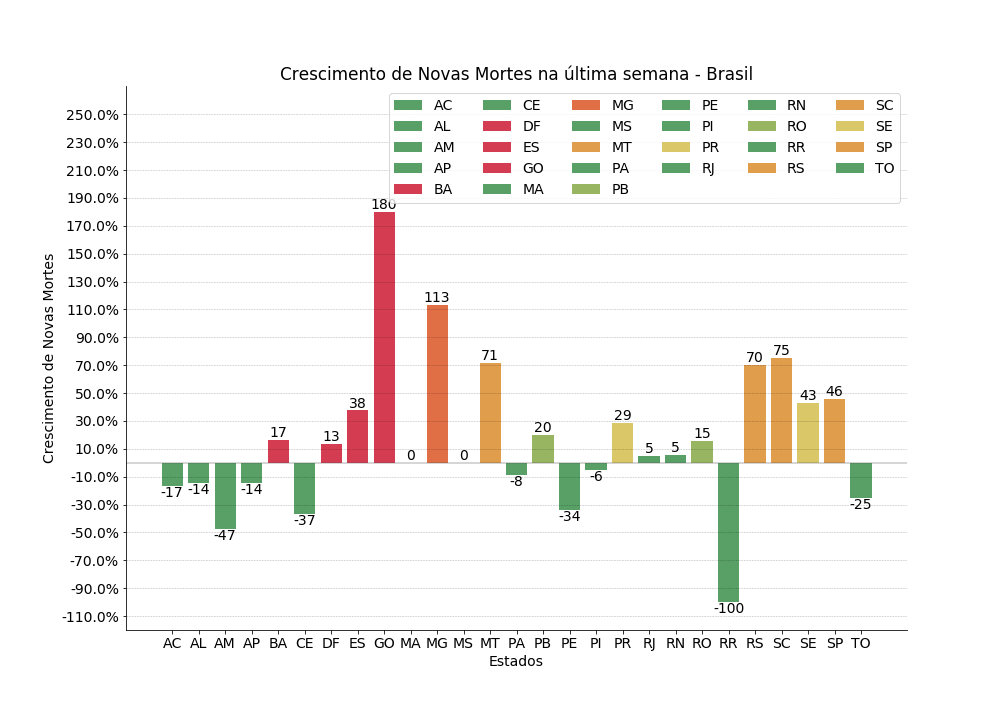 Crescimento de Novas Mortes na última semana - Brasil
AC CE MG PE RN SC
AL DF MS PI RO SE
AM ES MT PR RR SP
AP GO PA RJ RS TO
BA MA PB
Crescimento de Novas Mortes
250.0%
230.0%
210.0%
190.0%
170.0%
150.0%
130.0%
110.0%
90.0%
70.0%
50.0%
30.0%
10.0%
-10.0%
-30.0%
-50.0%
-70.0%
-90.0%
-110.0%
-17 -14 -47 -14 17 -37 13 38 180 0 113 0 71 -8 20 -34 -6 29 5 5 15 -100 70 75 43 46 -25
AC AL AM AP BA CE DF ES GO MA MG MS MT PA PB PE PI PR RJ RN RO RR RS SC SE SP TO
Estados